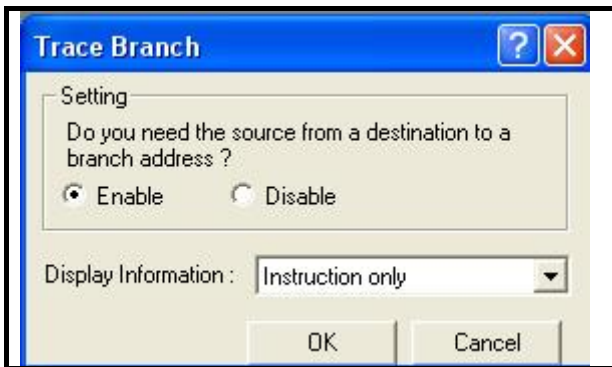 Trace Branch
Setting
Do you need the source from a destination to a
branch address ?
Enable Disable
Display Information : Instruction only
OK Cancel